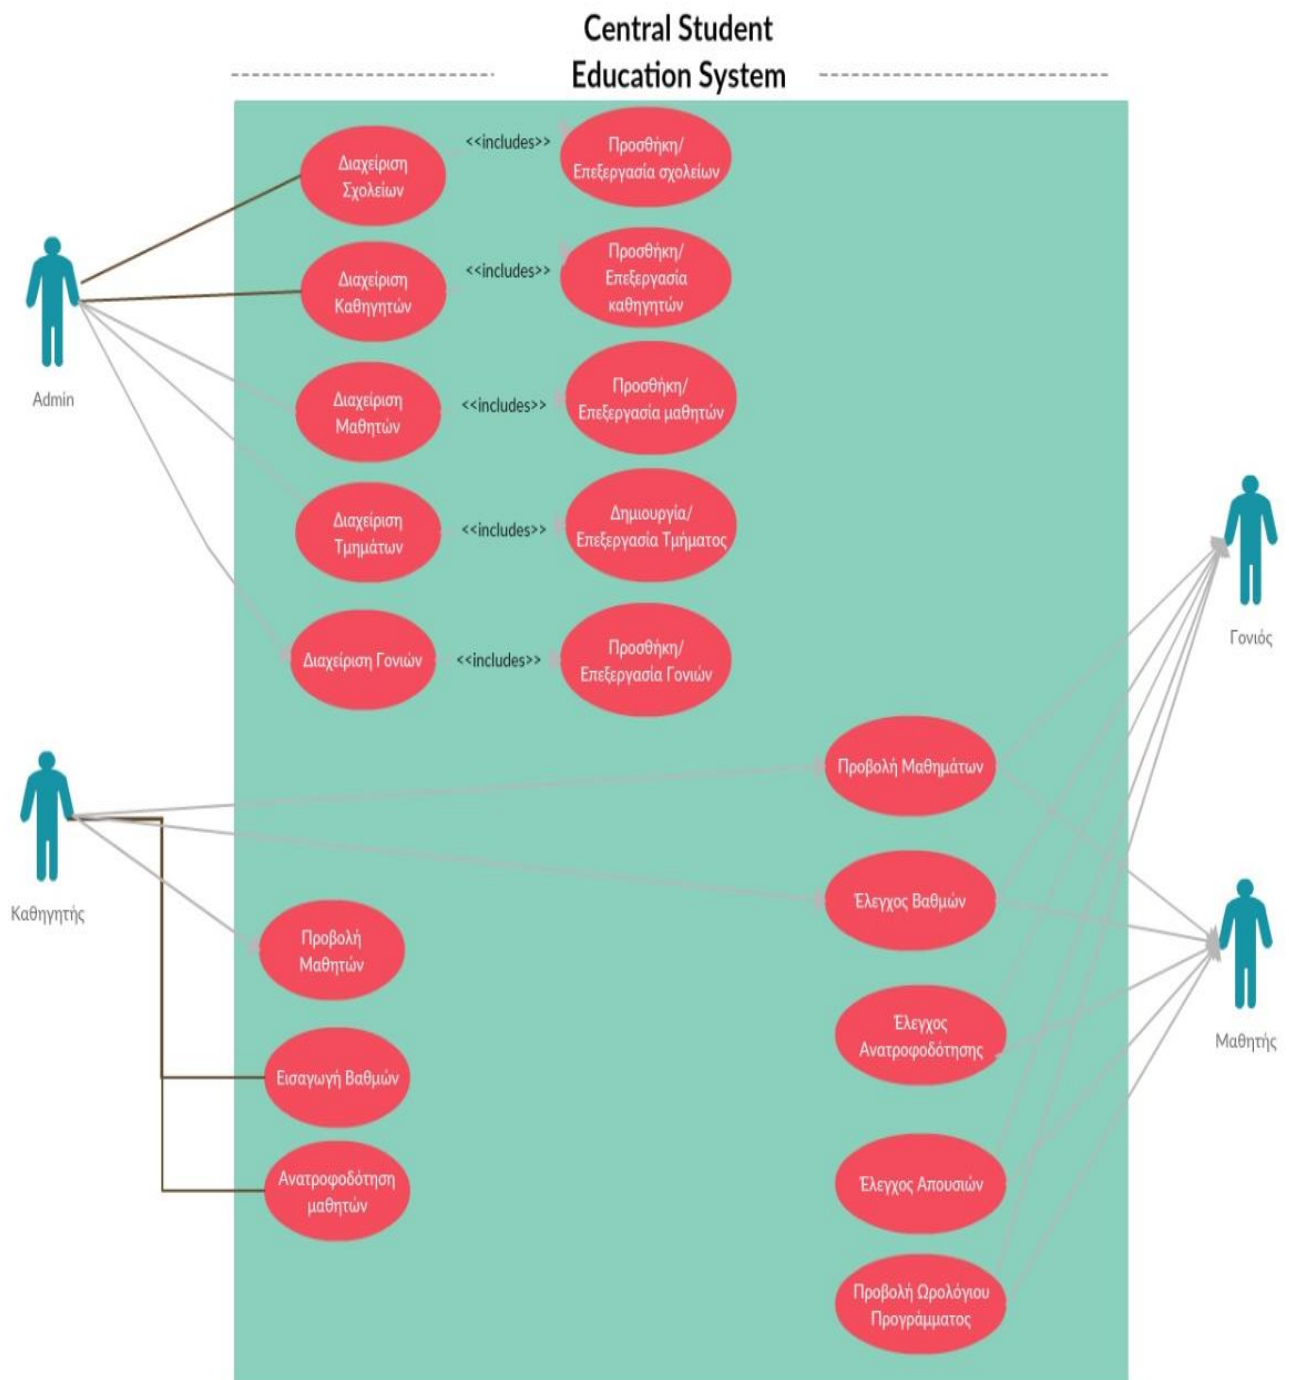 Central Student
Education System
Διαχείριση
Σχολείων
<<includes>>
Προσθήκη/
Επεξεργασία σχολείων
Διαχείριση
Καθηγητών
<<includes>>
Προσθήκη/
Επεξεργασία
καθηγητών
Admin
Διαχείριση
Μαθητών
<<includes>>
Προσθήκη/
Επεξεργασία μαθητών
Διαχείριση
Τμημάτων
<<includes>>
Δημιουργία/
Επεξεργασία Τμήματος
Γονιός
Διαχείριση Γονιών
<<includes>>
Προσθήκη/
Επεξεργασία Γονιών
Προβολή Μαθημάτων
Καθηγητής
Έλεγχος Βαθμών
Προβολή
Μαθητών
Έλεγχος
Ανατροφοδότησης
Μαθητής
Εισαγωγή Βαθμών
Ανατροφοδότηση
μαθητών
Έλεγχος Απουσιών
Προβολή Ωρολόγιου
Προγράμματος